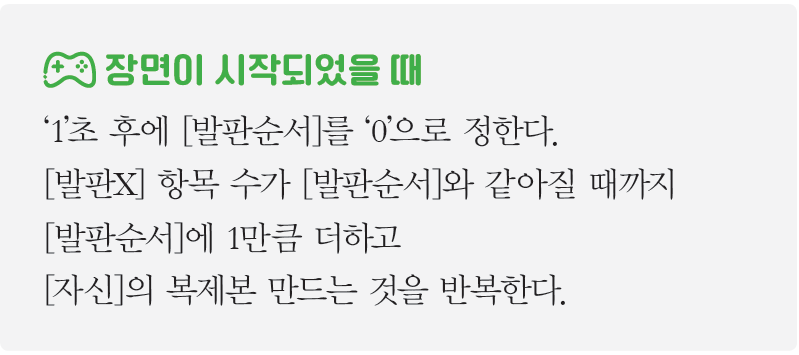 장면이 시작되었을 때
‘1’초 후에 [발판순서]를 ‘0’으로 정한다.
[발판X] 항목 수가 [발판순서]와 같아질 때까지
[발판순서]에 1만큼 더하고
[자신]의 복제본 만드는 것을 반복한다.